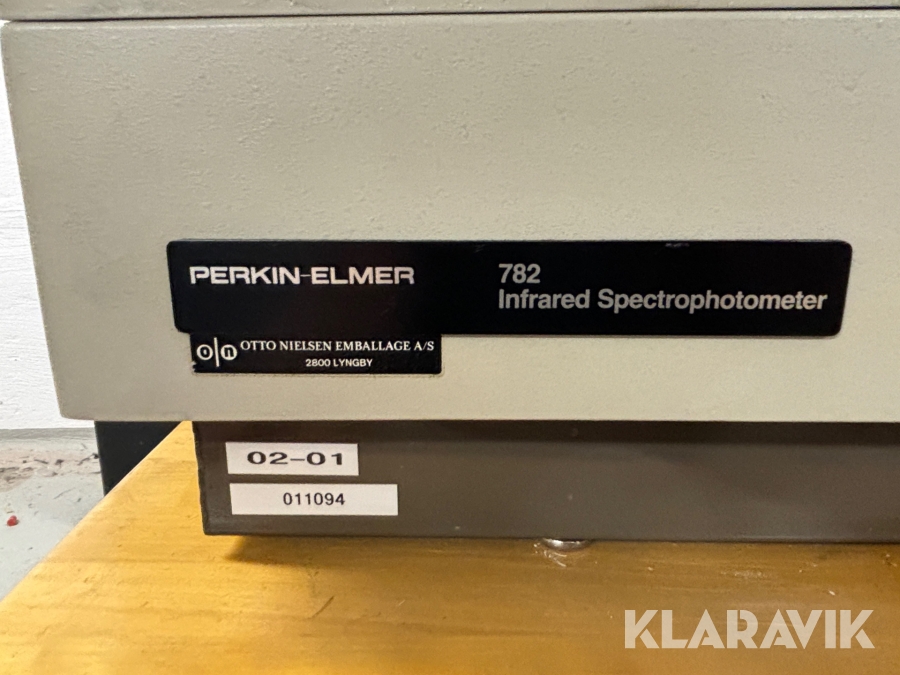 PERKIN-ELMER
782
Infrared Spectrophotometer
o|n OTTO NIELSEN EMBALLAGE A/S
2800 LYNGBY
02-01
011094
KLARAVIK